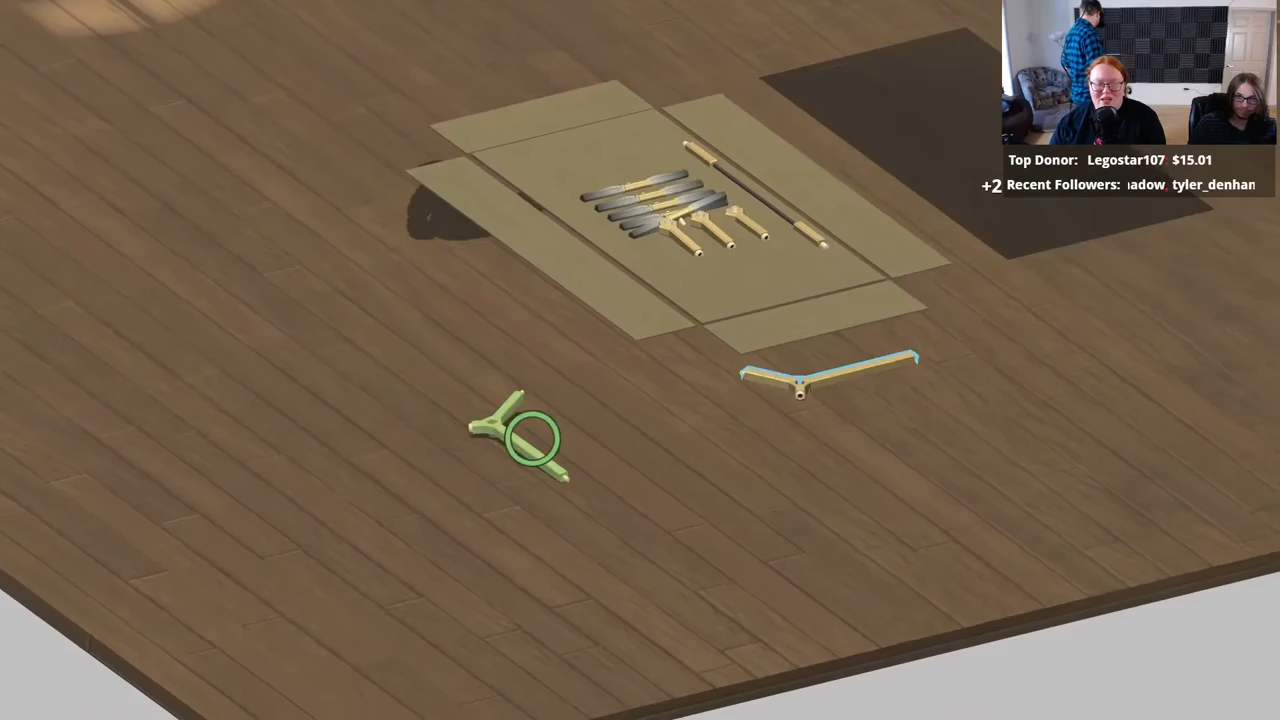 Top Donor: Legostar107 $15.01
+2 Recent Followers: tyler_denhan